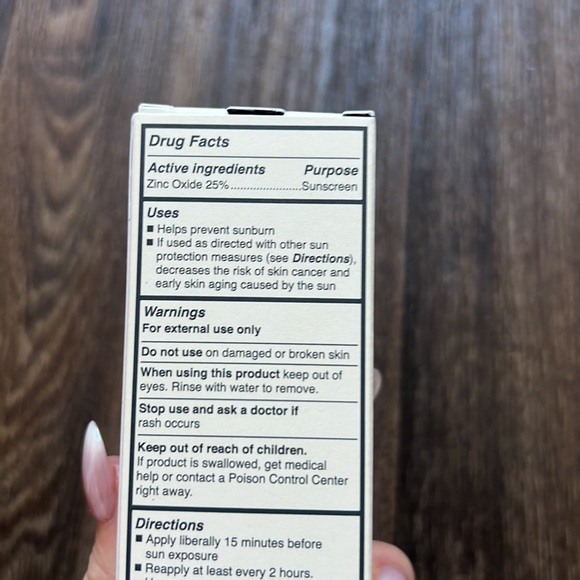 Drug Facts
Active ingredients Purpose
Zinc Oxide 25%......................Sunscreen
Uses
■ Helps prevent sunburn
■ If used as directed with other sun
protection measures (see Directions),
decreases the risk of skin cancer and
early skin aging caused by the sun
Warnings
For external use only
Do not use on damaged or broken skin
When using this product keep out of
eyes. Rinse with water to remove.
Stop use and ask a doctor if
rash occurs
Keep out of reach of children.
If product is swallowed, get medical
help or contact a Poison Control Center
right away.
Directions
■ Apply liberally 15 minutes before
sun exposure
■ Reapply at least every 2 hours.